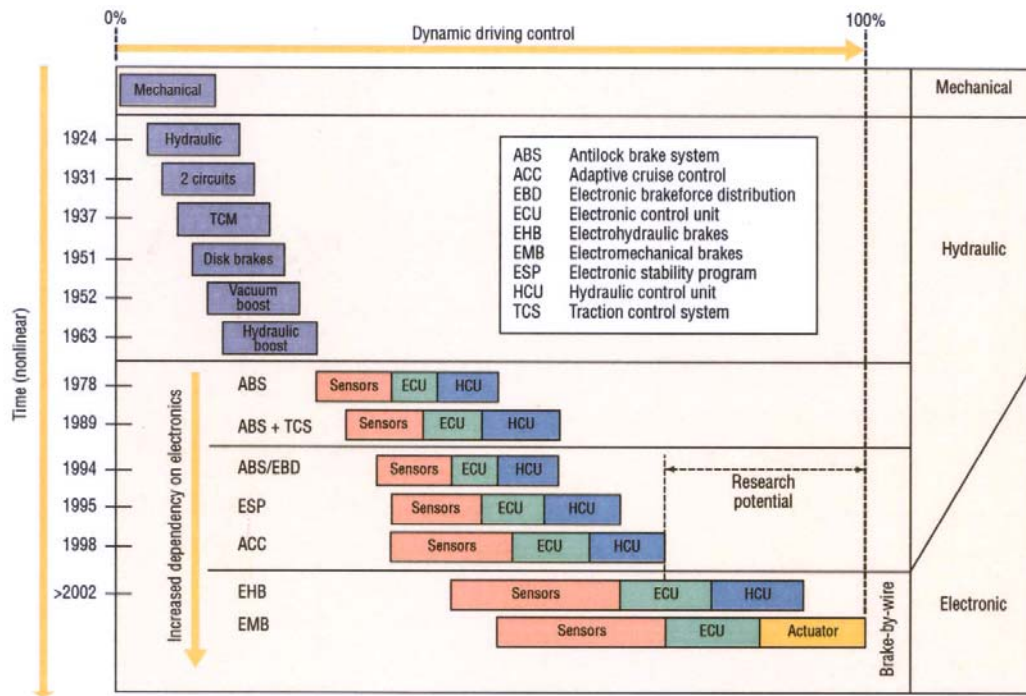 0%
100%
Dynamic driving control
Time (nonlinear)
Mechanical
Mechanical
1924
Hydraulic
1931
2 circuits
1937
TCM
1951
Disk brakes
1952
Vacuum
boost
1963
Hydraulic
boost
ABS Antilock brake system
ACC Adaptive cruise control
EBD Electronic brakeforce distribution
ECU Electronic control unit
EHB Electrohydraulic brakes
EMB Electromechanical brakes
ESP Electronic stability program
HCU Hydraulic control unit
TCS Traction control system
Hydraulic
Increased dependency on electronics
1978
ABS
Sensors
ECU
HCU
1989
ABS + TCS
Sensors
ECU
HCU
1994
ABS/EBD
Sensors
ECU
HCU
Research
potential
1995
ESP
Sensors
ECU
HCU
1998
ACC
Sensors
ECU
HCU
>2002
EHB
Sensors
ECU
HCU
EMB
Sensors
ECU
Actuator
Brake-by-wire
Electronic